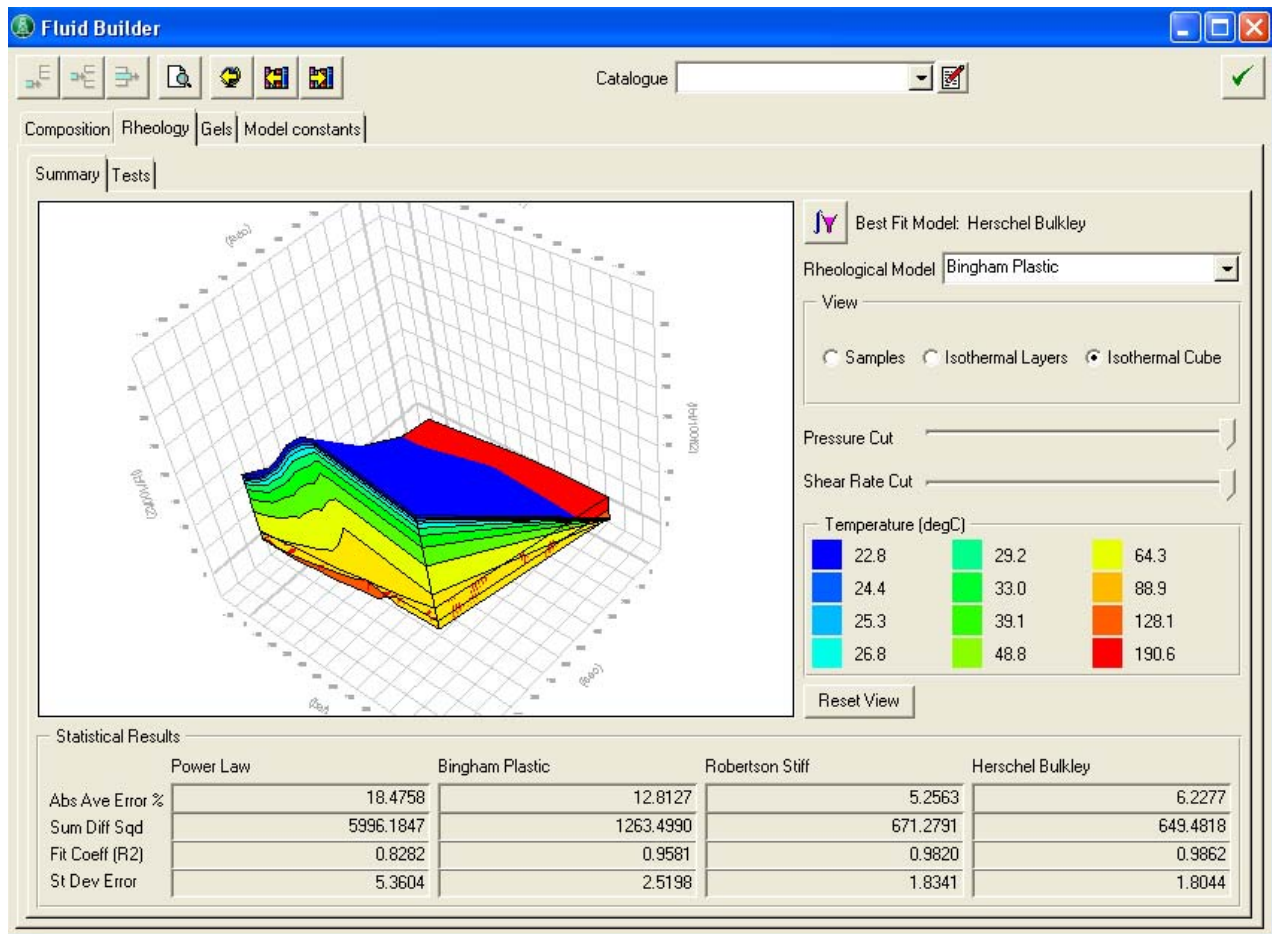 Fluid Builder
Catalogue
Composition Rheology Gels Model constants
Summary Tests
Best Fit Model: Herschel Bulkley
Rheological Model Bingham Plastic
View
Samples Isothermal Layers Isothermal Cube
Pressure Cut
Shear Rate Cut
Temperature (degC)
22.8 29.2 64.3
24.4 33.0 88.9
25.3 39.1 128.1
26.8 48.8 190.6
Reset View
(lbf/100ft2)
(lbf/100ft2)
Statistical Results
Power Law Bingham Plastic Robertson Stiff Herschel Bulkley
Abs Ave Error % 18.4758 12.8127 5.2563 6.2277
Sum Diff Sqd 5996.1847 1263.4990 671.2791 649.4818
Fit Coeff (R2) 0.8282 0.9581 0.9820 0.9862
St Dev Error 5.3604 2.5198 1.8341 1.8044